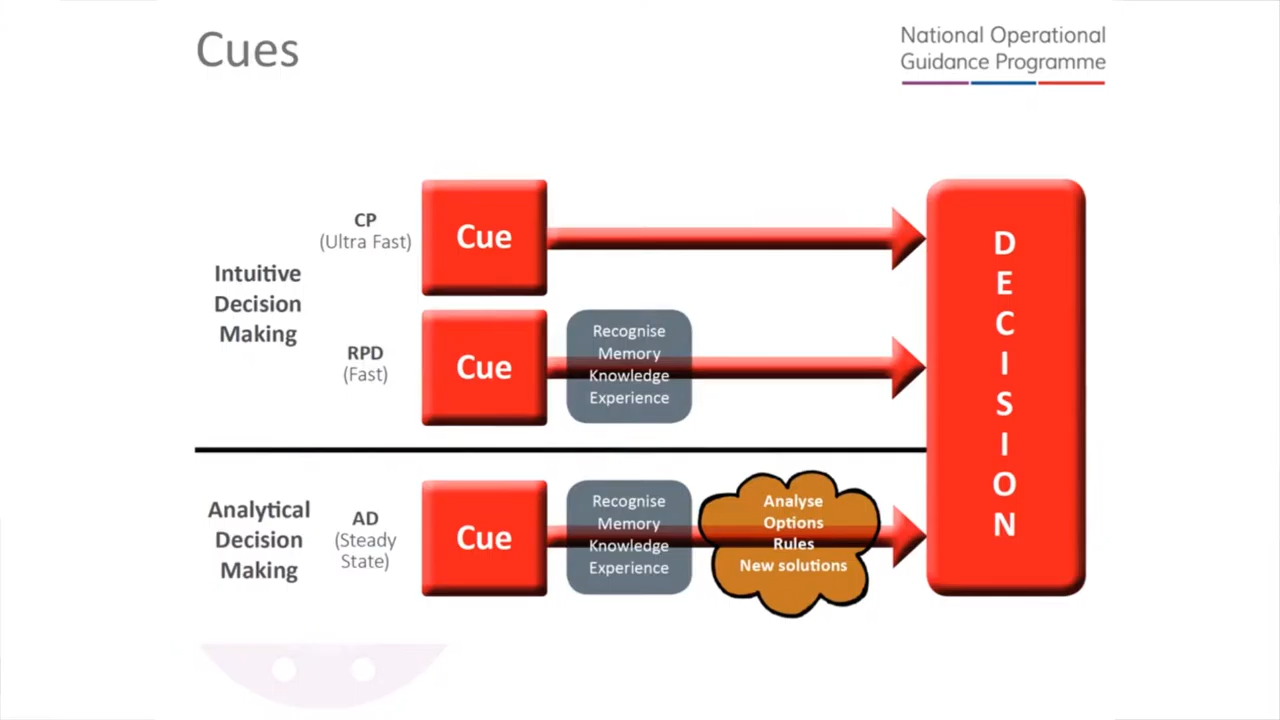 Cues
National Operational
Guidance Programme
Intuitive
Decision
Making
CP
(Ultra Fast)
Cue
RPD
(Fast)
Cue
Recognise
Memory
Knowledge
Experience
Analytical
Decision
Making
AD
(Steady
State)
Cue
Recognise
Memory
Knowledge
Experience
Analyse
Options
Rules
New solutions
D
E
C
I
S
I
O
N